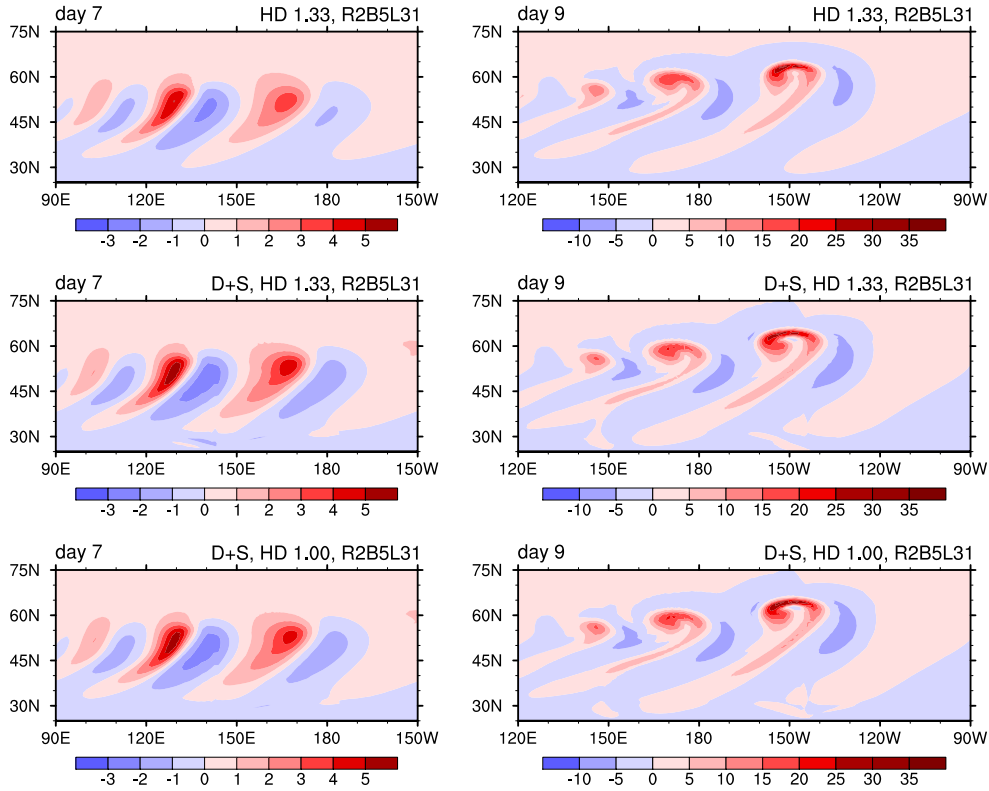 day 7 HD 1.33, R2B5L31
75N
60N
45N
30N
90E 120E 150E 180 150W
-3 -2 -1 0 1 2 3 4 5
day 9 HD 1.33, R2B5L31
75N
60N
45N
30N
120E 150E 180 150W 120W 90W
-10 -5 0 5 10 15 20 25 30 35
day 7 D+S, HD 1.33, R2B5L31
75N
60N
45N
30N
90E 120E 150E 180 150W
-3 -2 -1 0 1 2 3 4 5
day 9 D+S, HD 1.33, R2B5L31
75N
60N
45N
30N
120E 150E 180 150W 120W 90W
-10 -5 0 5 10 15 20 25 30 35
day 7 D+S, HD 1.00, R2B5L31
75N
60N
45N
30N
90E 120E 150E 180 150W
-3 -2 -1 0 1 2 3 4 5
day 9 D+S, HD 1.00, R2B5L31
75N
60N
45N
30N
120E 150E 180 150W 120W 90W
-10 -5 0 5 10 15 20 25 30 35